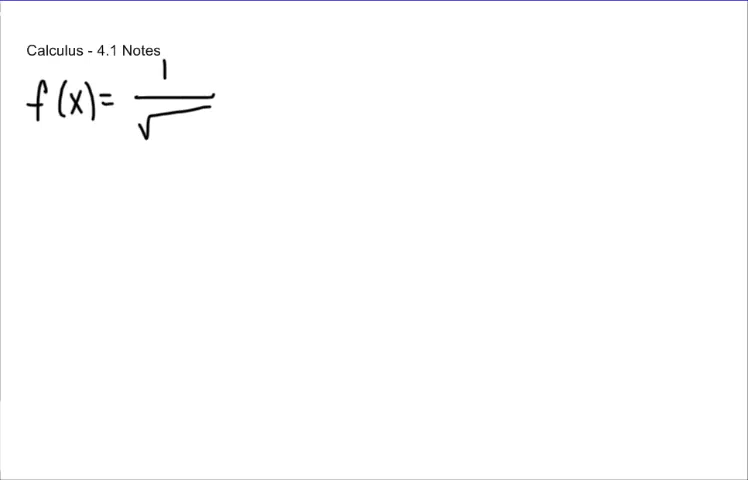 Calculus - 4.1 Notes
f(x) = 1/√